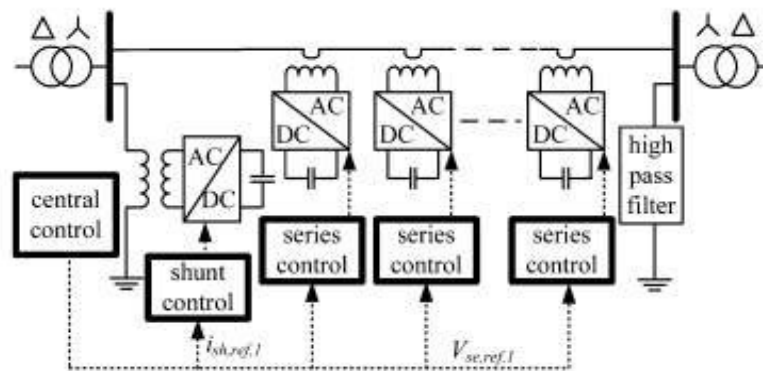 Δ
Δ
AC
DC
AC
DC
AC
DC
AC
DC
high
pass
filter
central
control
shunt
control
series
control
series
control
series
control
i_sh,ref,1
V_se,ref,1